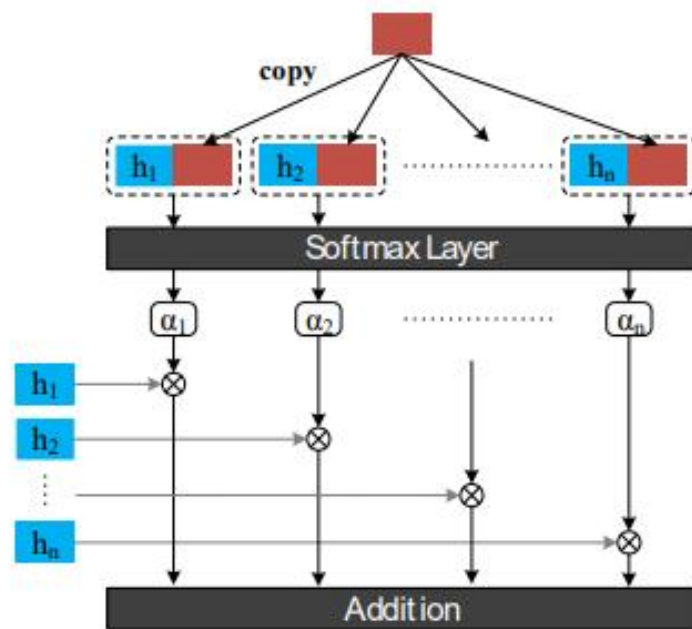 copy
h₁ h₂ hₙ
Softmax Layer
α₁ α₂ αₙ
h₁
h₂
hₙ
Addition